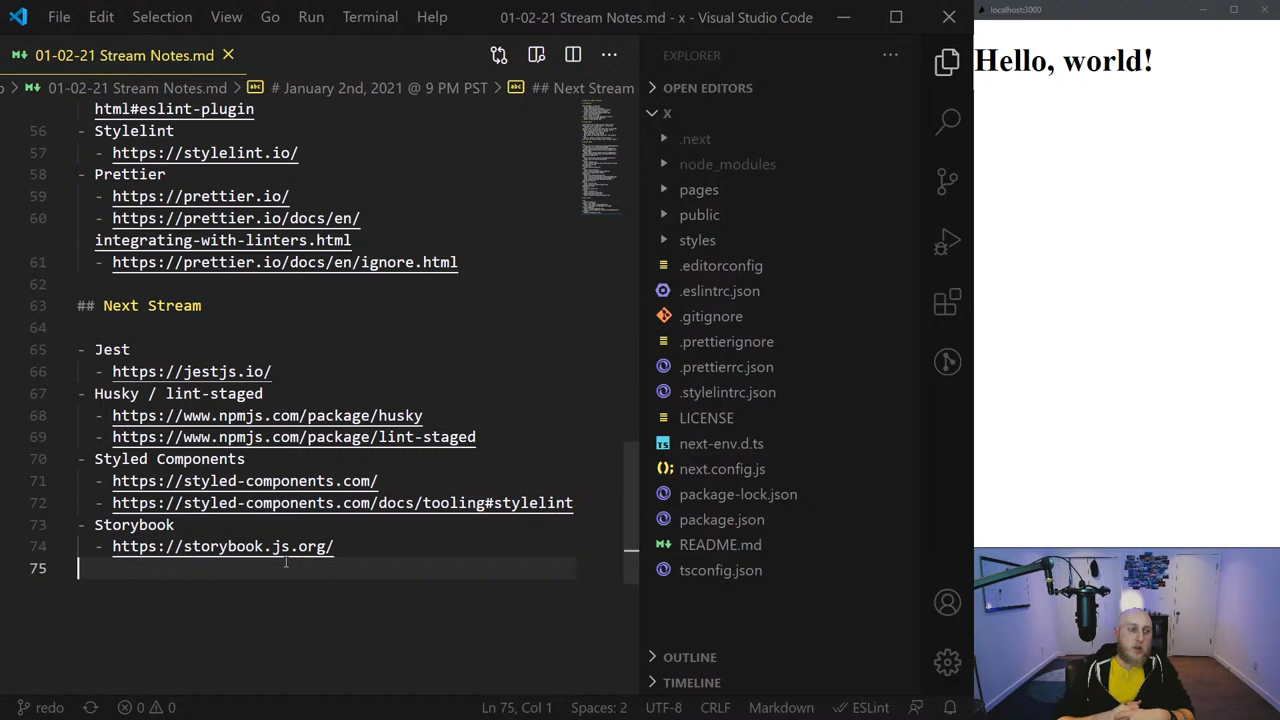 File Edit Selection View Go Run Terminal Help 01-02-21 Stream Notes.md - x - Visual Studio Code
localhost:3000
01-02-21 Stream Notes.md
01-02-21 Stream Notes.md > # January 2nd, 2021 @ 9 PM PST > ## Next Stream
html#eslint-plugin
56 - Stylelint
57 - https://stylelint.io/
58 - Prettier
59 - https://prettier.io/
60 - https://prettier.io/docs/en/
integrating-with-linters.html
61 - https://prettier.io/docs/en/ignore.html
62
63 ## Next Stream
64
65 - Jest
66 - https://jestjs.io/
67 - Husky / lint-staged
68 - https://www.npmjs.com/package/husky
69 - https://www.npmjs.com/package/lint-staged
70 - Styled Components
71 - https://styled-components.com/
72 - https://styled-components.com/docs/tooling#stylelint
73 - Storybook
74 - https://storybook.js.org/
75
EXPLORER
OPEN EDITORS
X
.next
node_modules
pages
public
styles
.editorconfig
.eslintrc.json
.gitignore
.prettierignore
.prettierrc.json
.stylelintrc.json
LICENSE
TS next-env.d.ts
next.config.js
package-lock.json
package.json
README.md
tsconfig.json
OUTLINE
TIMELINE
Hello, world!
redo 0 0 Ln 75, Col 1 Spaces: 2 UTF-8 CRLF Markdown ESLint